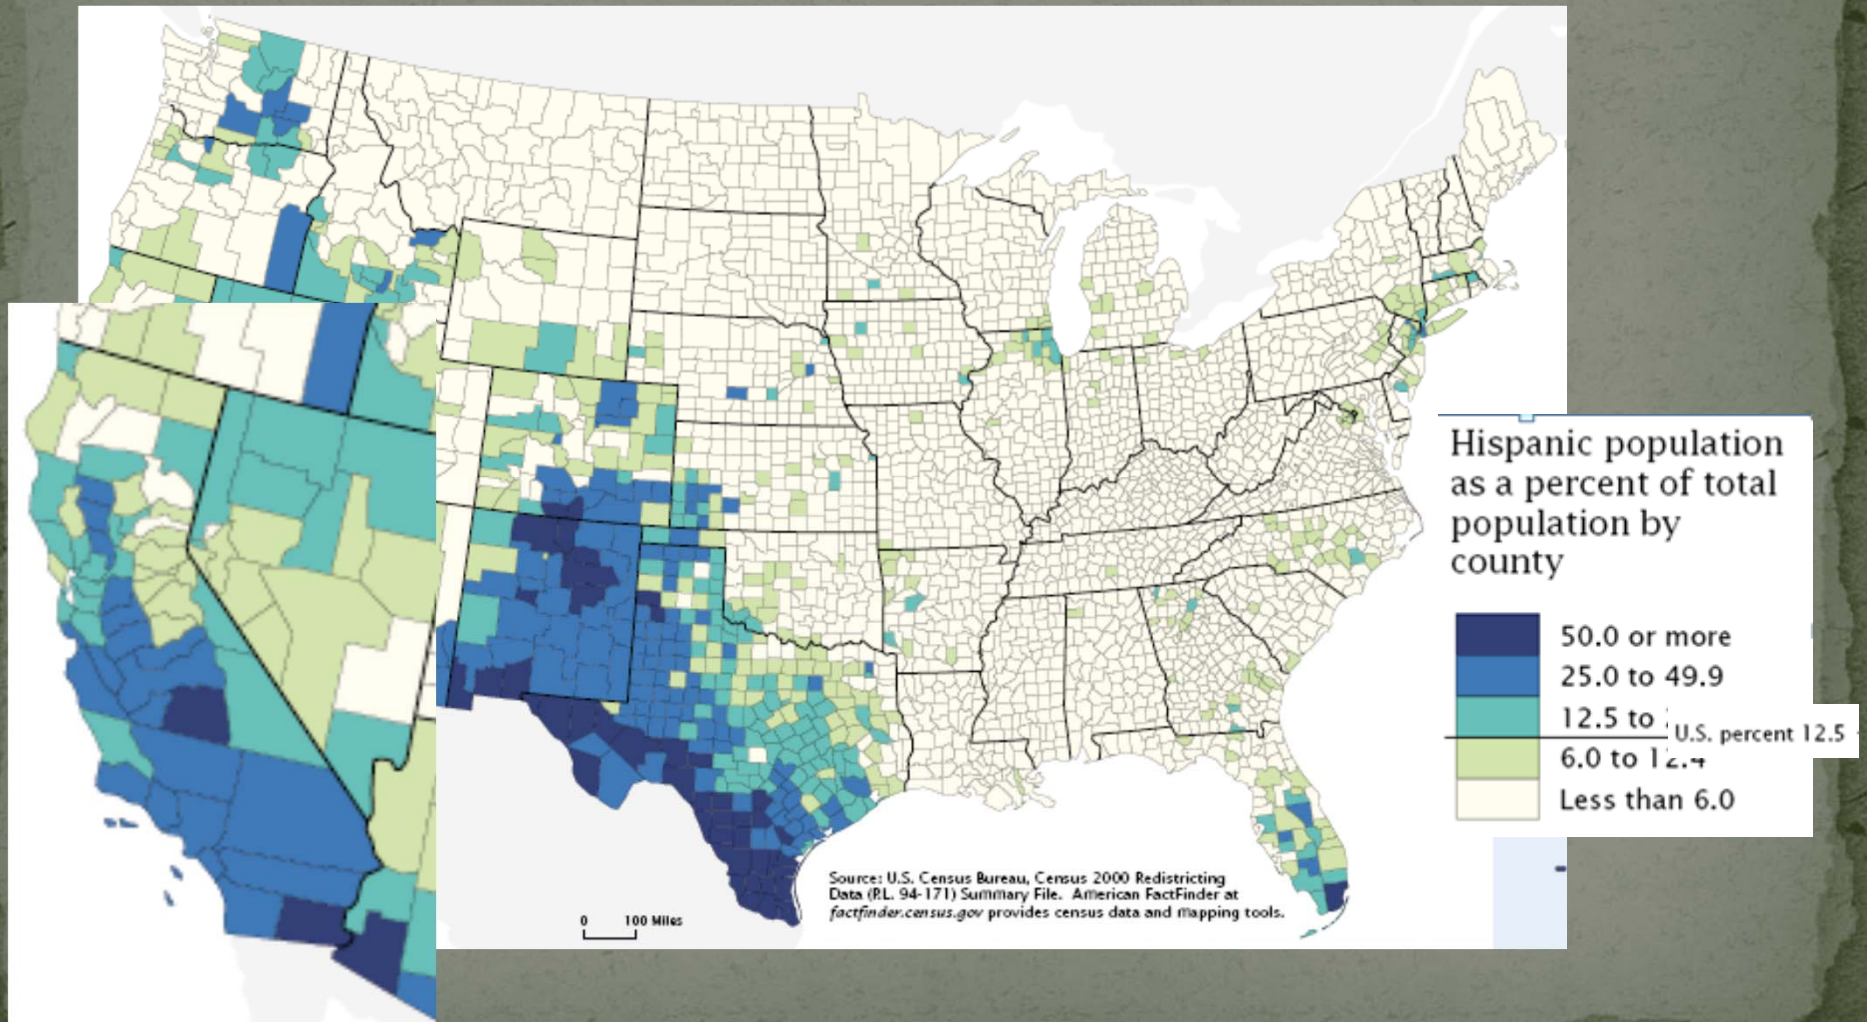 Hispanic population
as a percent of total
population by
county
50.0 or more
25.0 to 49.9
12.5 to
U.S. percent 12.5
6.0 to 12.4
Less than 6.0
Source: U.S. Census Bureau, Census 2000 Redistricting
Data (P.L. 94-171) Summary File. American FactFinder at
factfinder.census.gov provides census data and mapping tools.
0 100 Miles